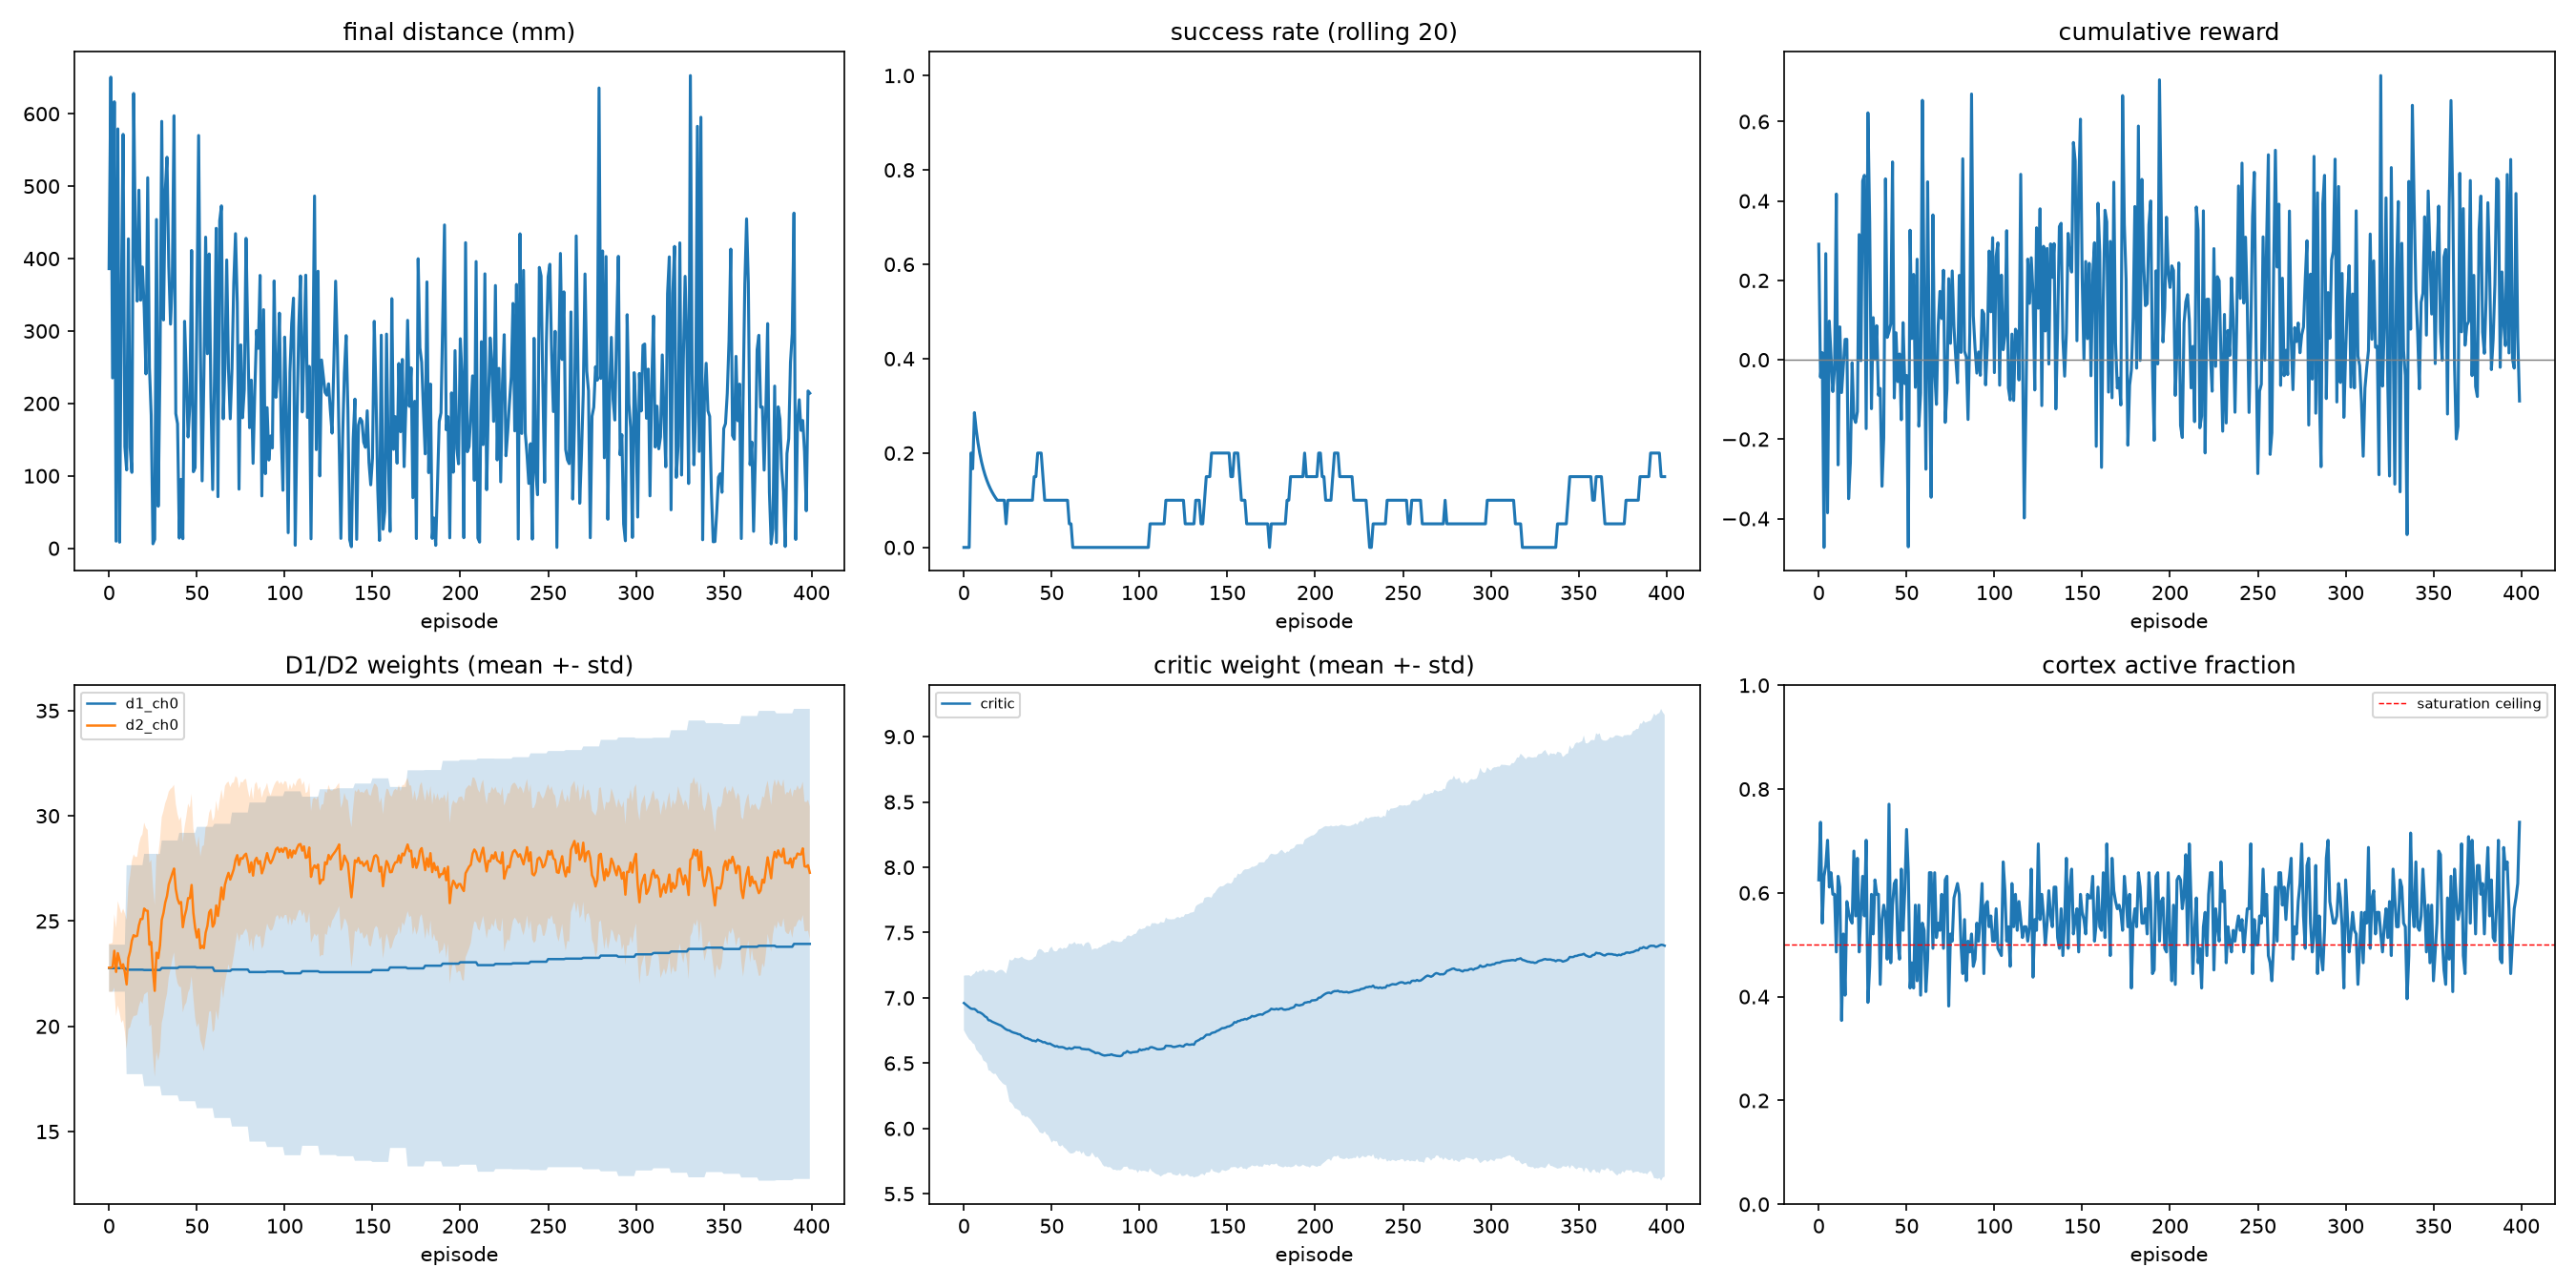 final distance (mm)
600
500
400
300
200
100
0
0 50 100 150 200 250 300 350 400
episode
success rate (rolling 20)
1.0
0.8
0.6
0.4
0.2
0.0
0 50 100 150 200 250 300 350 400
episode
cumulative reward
0.6
0.4
0.2
0.0
−0.2
−0.4
0 50 100 150 200 250 300 350 400
episode
D1/D2 weights (mean +- std)
d1_ch0
d2_ch0
35
30
25
20
15
0 50 100 150 200 250 300 350 400
episode
critic weight (mean +- std)
critic
9.0
8.5
8.0
7.5
7.0
6.5
6.0
5.5
0 50 100 150 200 250 300 350 400
episode
cortex active fraction
saturation ceiling
1.0
0.8
0.6
0.4
0.2
0.0
0 50 100 150 200 250 300 350 400
episode